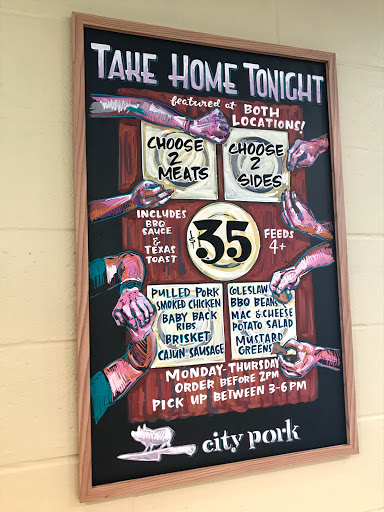 TAKE HOME TONIGHT
featured at BOTH
LOCATIONS!
CHOOSE
2
MEATS
CHOOSE
2
SIDES
INCLUDES
BBQ
SAUCE
&
TEXAS
TOAST
$35
FEEDS
4+
PULLED PORK
SMOKED CHICKEN
BABY BACK
RIBS
BRISKET
CAJUN SAUSAGE
COLESLAW
BBQ BEANS
MAC & CHEESE
POTATO SALAD
MUSTARD
GREENS
MONDAY-THURSDAY
ORDER BEFORE 2PM
PICK UP BETWEEN 3-6 PM
city pork